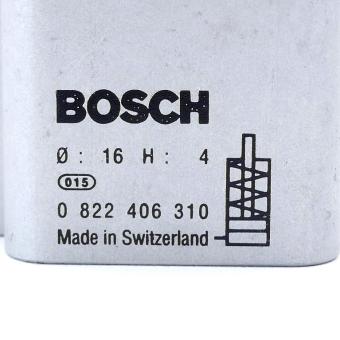 BOSCH
Ø : 16 H : 4
015
0 822 406 310
Made in Switzerland